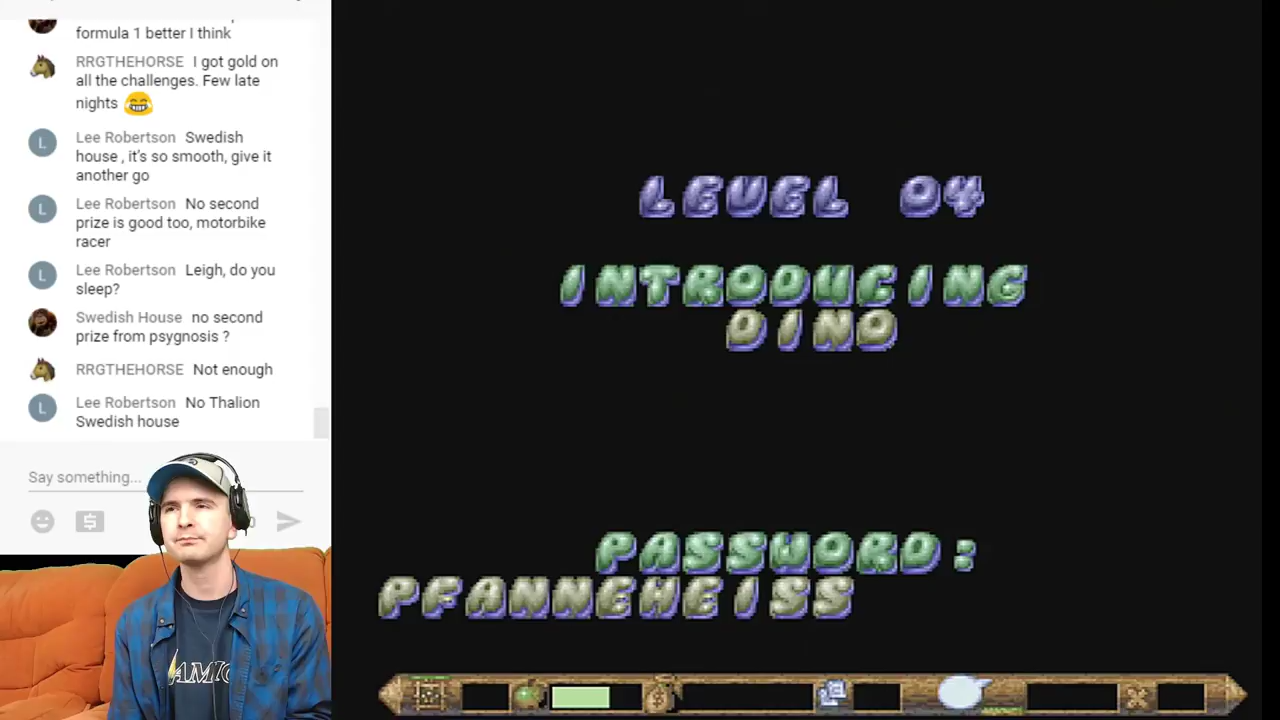 formula 1 better I think
RRGTHEHORSE I got gold on
all the challenges. Few late
nights 😂
L
Lee Robertson Swedish
house , it's so smooth, give it
another go
L
Lee Robertson No second
prize is good too, motorbike
racer
L
Lee Robertson Leigh, do you
sleep?
Swedish House no second
prize from psygnosis ?
RRGTHEHORSE Not enough
L
Lee Robertson No Thalion
Swedish house
Say something...
AMIG
LEVEL 04
INTRODUCING
DINO
PASSWORD:
PFANNEHEISS